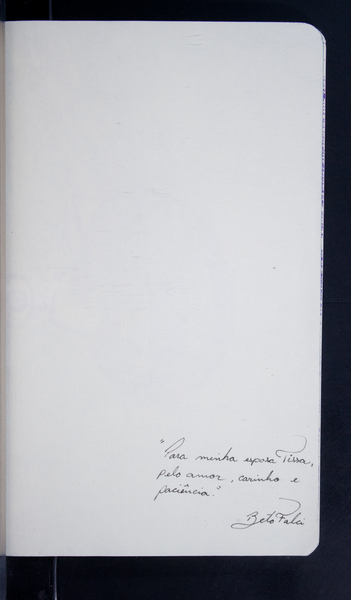 "Para minha esposa Tissa,
pelo amor, carinho e
paciência."
Beto Falci